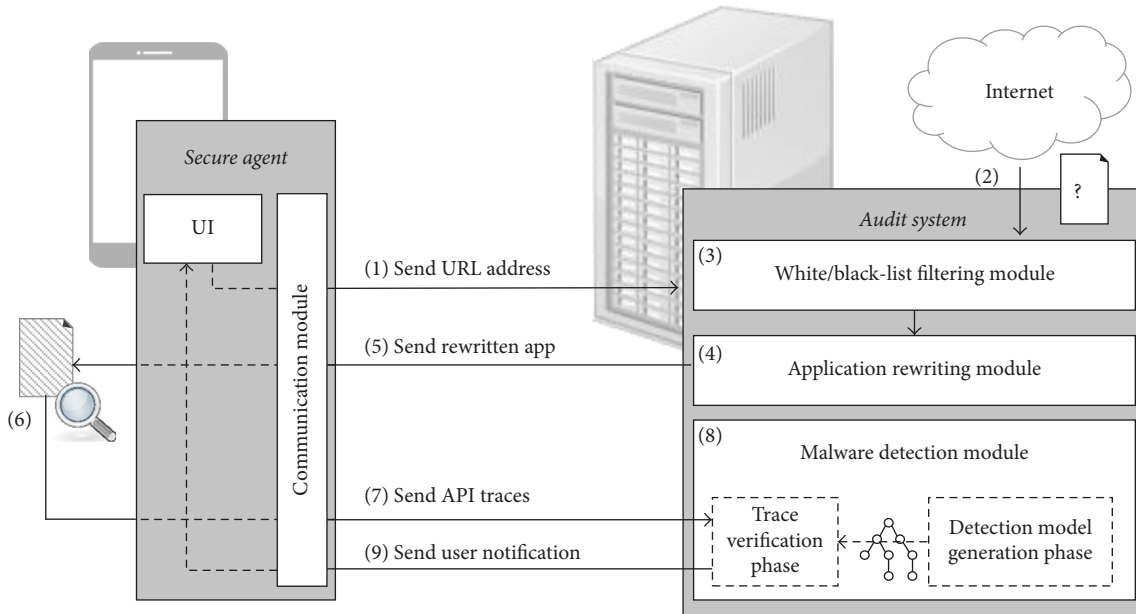 Internet
(2)
?
Secure agent
Audit system
UI
(3)
White/black-list filtering module
(1) Send URL address
Communication module
(5) Send rewritten app
(4)
Application rewriting module
(6)
(8)
Malware detection module
(7) Send API traces
Trace
verification
phase
Detection model
generation phase
(9) Send user notification